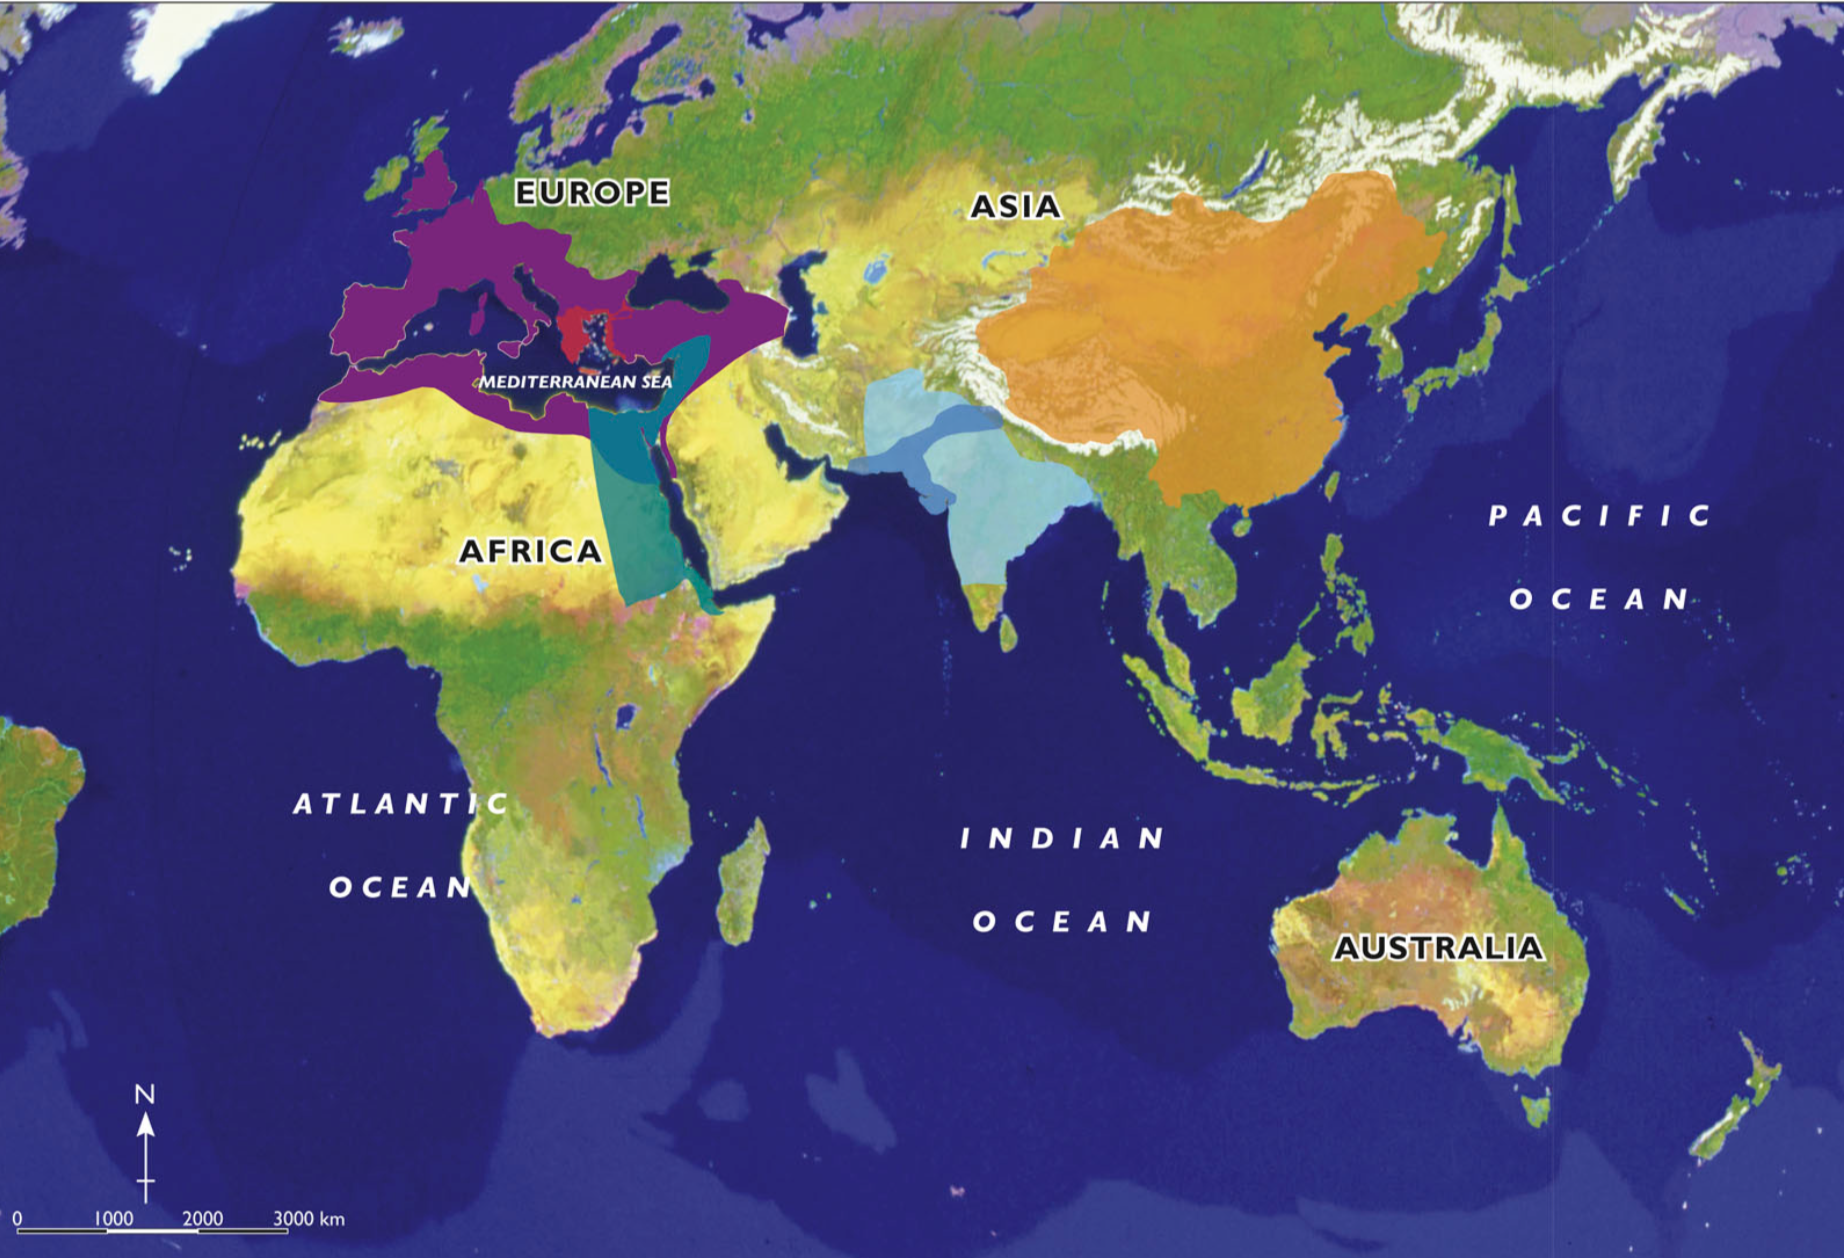 EUROPE
ASIA
MEDITERRANEAN SEA
AFRICA
PACIFIC
OCEAN
ATLANTIC
OCEAN
INDIAN
OCEAN
AUSTRALIA
N
0 1000 2000 3000 km